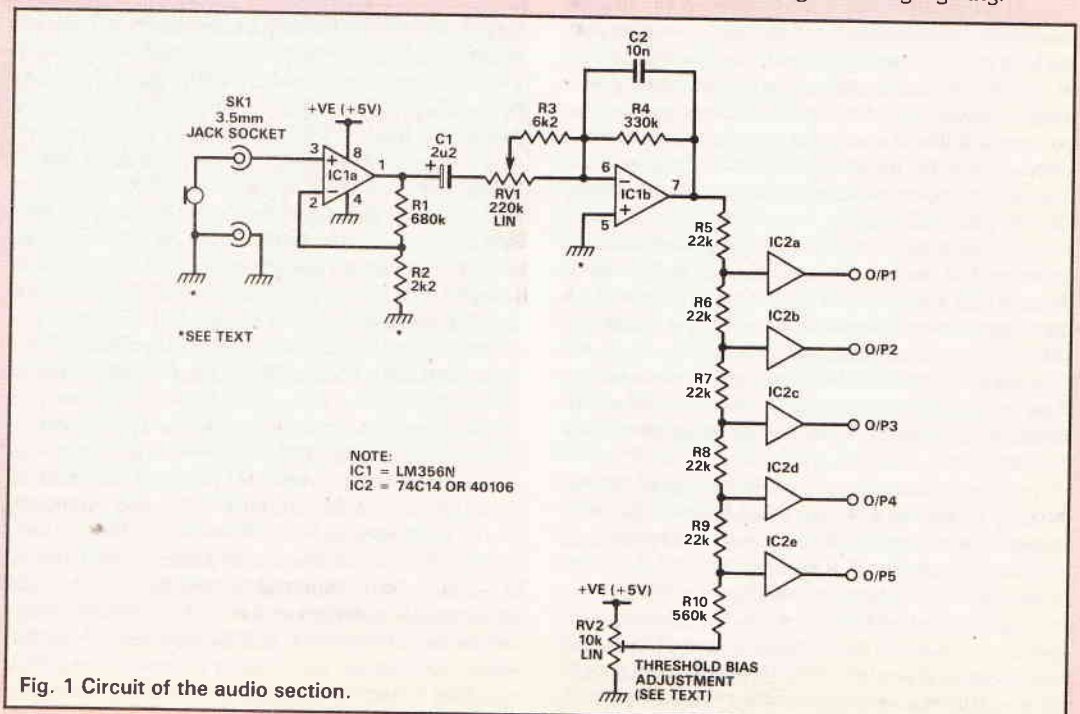 C2
10n
SK1
3.5mm
JACK SOCKET
+VE (+5V)
R3
6k2
R4
330k
C1
2u2
3
8
+
IC1a
1
-
2
4
+
R1
680k
RV1
220k
LIN
6
-
IC1b
7
+
5
R5
22k
IC2a
O/P1
R2
2k2
*
*
*SEE TEXT
R6
22k
IC2b
O/P2
R7
22k
IC2c
O/P3
NOTE:
IC1 = LM356N
IC2 = 74C14 OR 40106
R8
22k
IC2d
O/P4
R9
22k
IC2e
O/P5
+VE (+5V)
R10
560k
RV2
10k
LIN
THRESHOLD BIAS
ADJUSTMENT
(SEE TEXT)
Fig. 1 Circuit of the audio section.